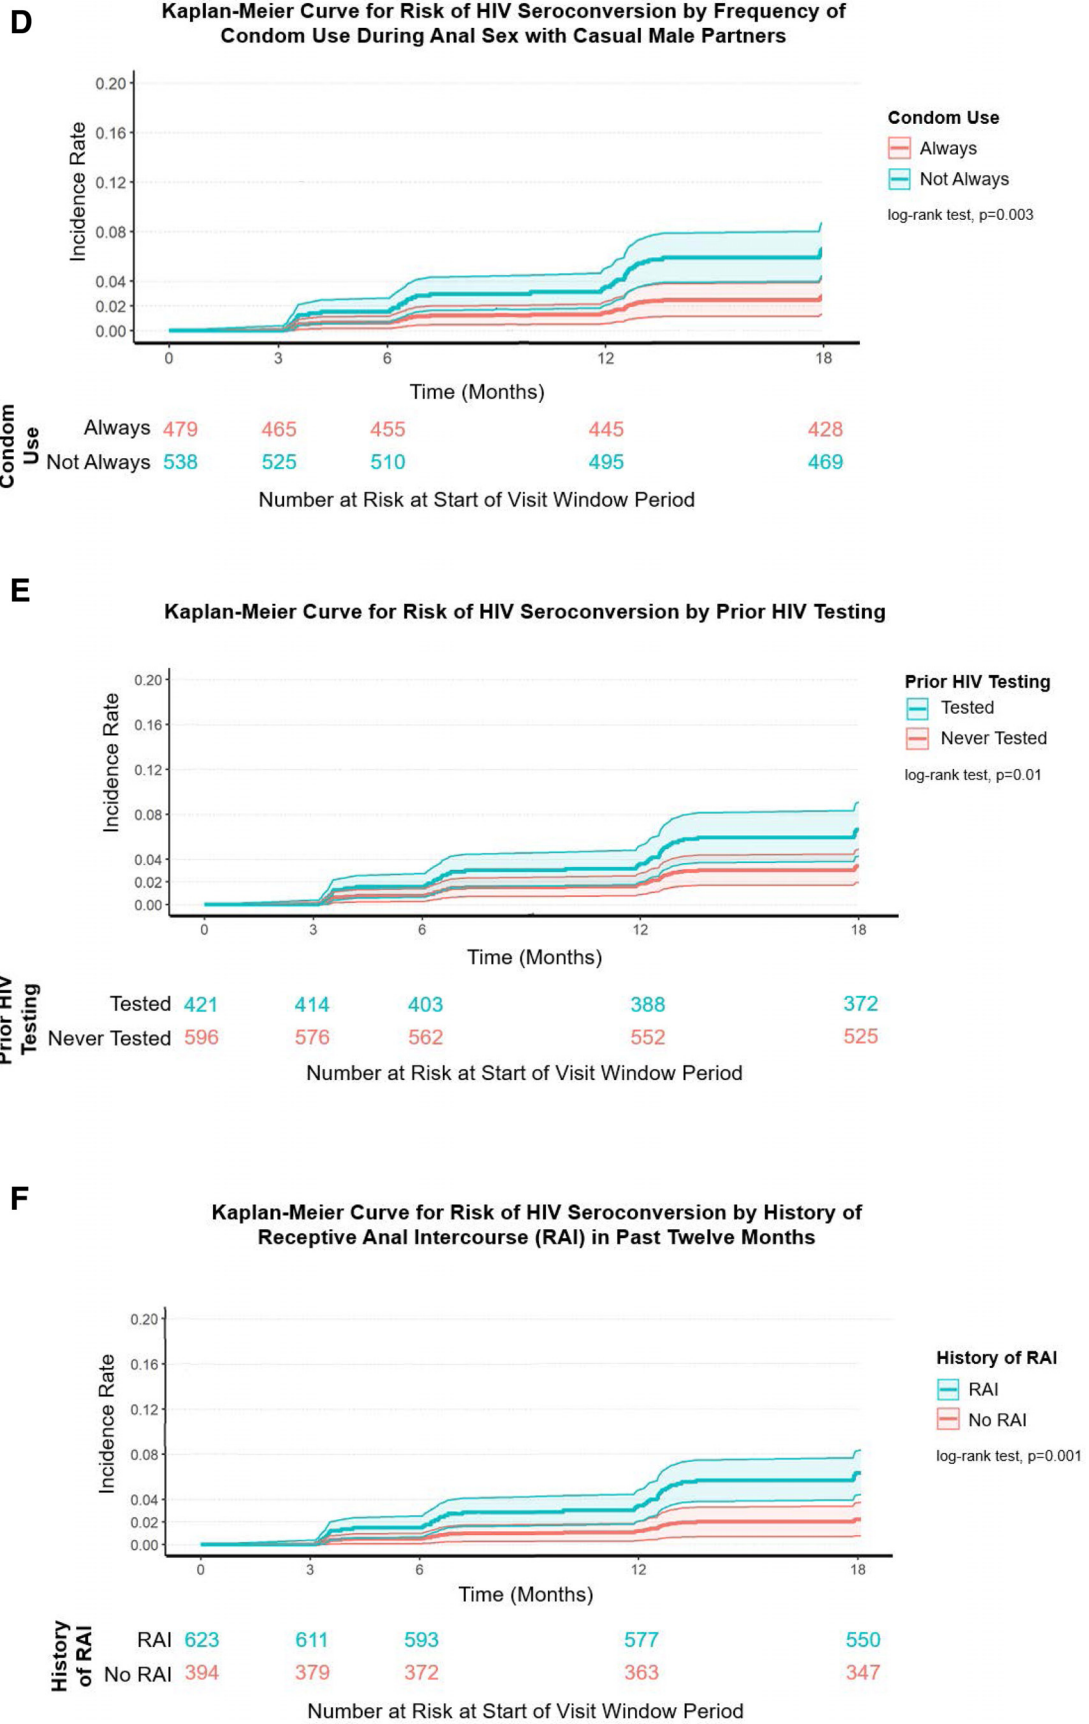 D
Kaplan-Meier Curve for Risk of HIV Seroconversion by Frequency of
Condom Use During Anal Sex with Casual Male Partners
Incidence Rate
0.20
0.16
0.12
0.08
0.04
0.02
0.00
0 3 6 12 18
Time (Months)
Condom Use
Always
Not Always
log-rank test, p=0.003
Condom
Use
Always 479 465 455 445 428
Not Always 538 525 510 495 469
Number at Risk at Start of Visit Window Period
E
Kaplan-Meier Curve for Risk of HIV Seroconversion by Prior HIV Testing
Incidence Rate
0.20
0.16
0.12
0.08
0.04
0.02
0.00
0 3 6 12 18
Time (Months)
Prior HIV Testing
Tested
Never Tested
log-rank test, p=0.01
Prior HIV
Testing
Tested 421 414 403 388 372
Never Tested 596 576 562 552 525
Number at Risk at Start of Visit Window Period
F
Kaplan-Meier Curve for Risk of HIV Seroconversion by History of
Receptive Anal Intercourse (RAI) in Past Twelve Months
Incidence Rate
0.20
0.16
0.12
0.08
0.04
0.02
0.00
0 3 6 12 18
Time (Months)
History of RAI
RAI
No RAI
log-rank test, p=0.001
History
of RAI
RAI 623 611 593 577 550
No RAI 394 379 372 363 347
Number at Risk at Start of Visit Window Period